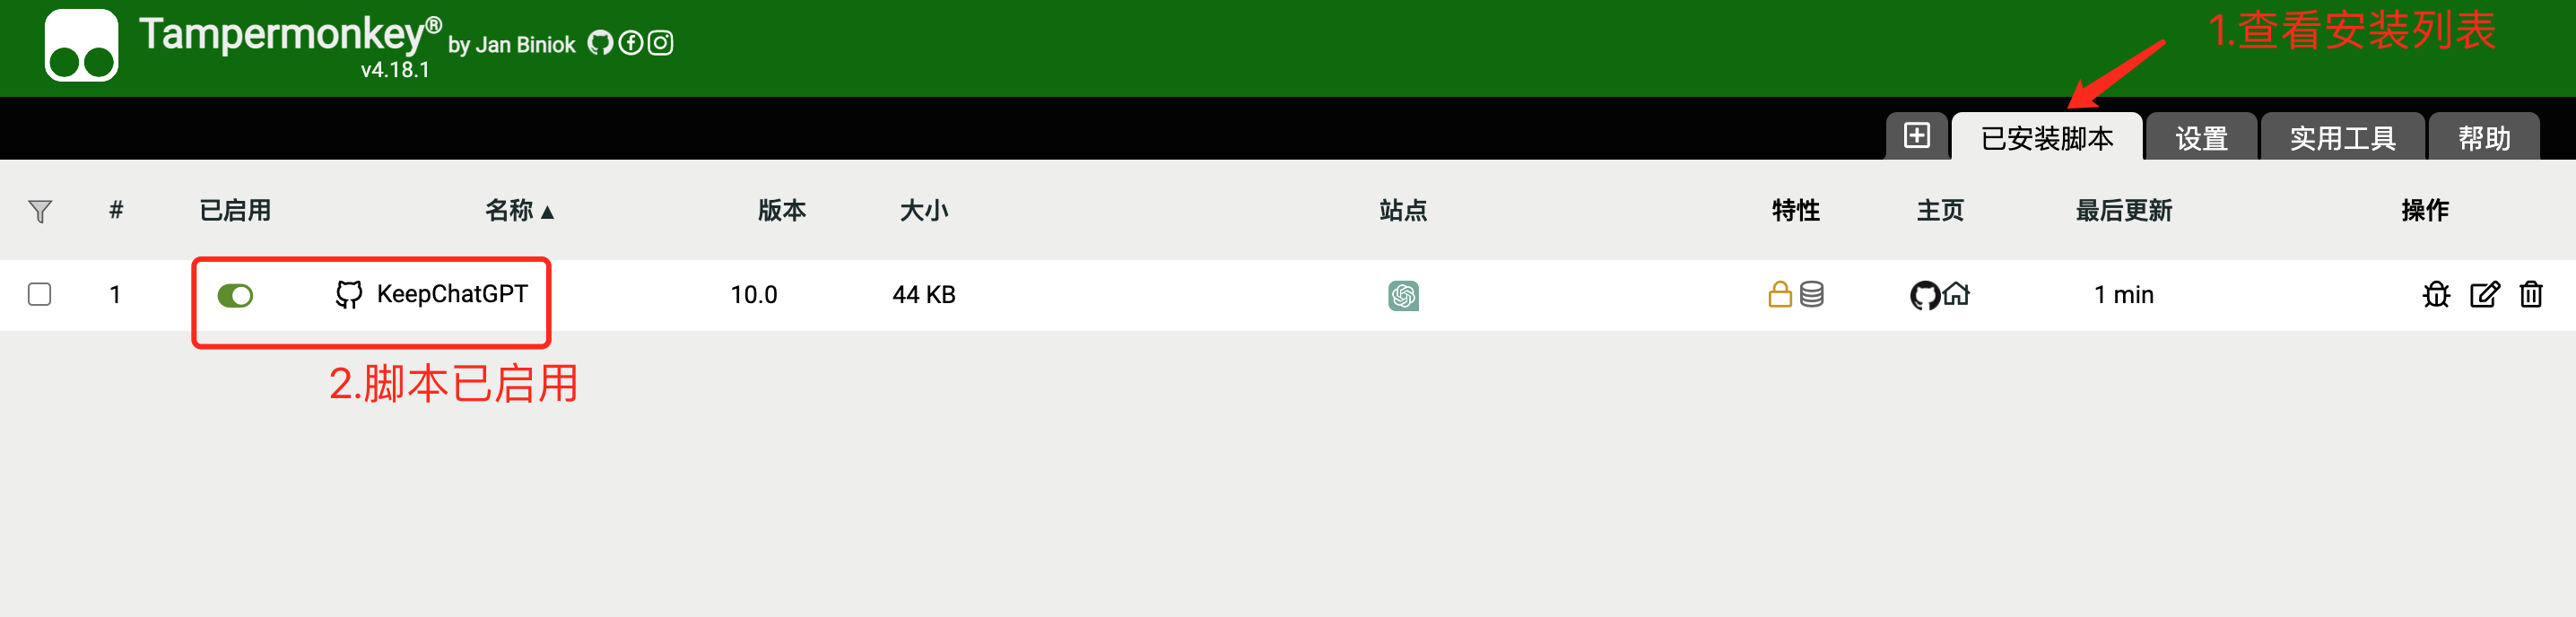 Tampermonkey® by Jan Biniok
v4.18.1
1.查看安装列表
已安装脚本 设置 实用工具 帮助
# 已启用 名称▲ 版本 大小 站点 特性 主页 最后更新 操作
1 KeepChatGPT 10.0 44 KB 1 min
2.脚本已启用